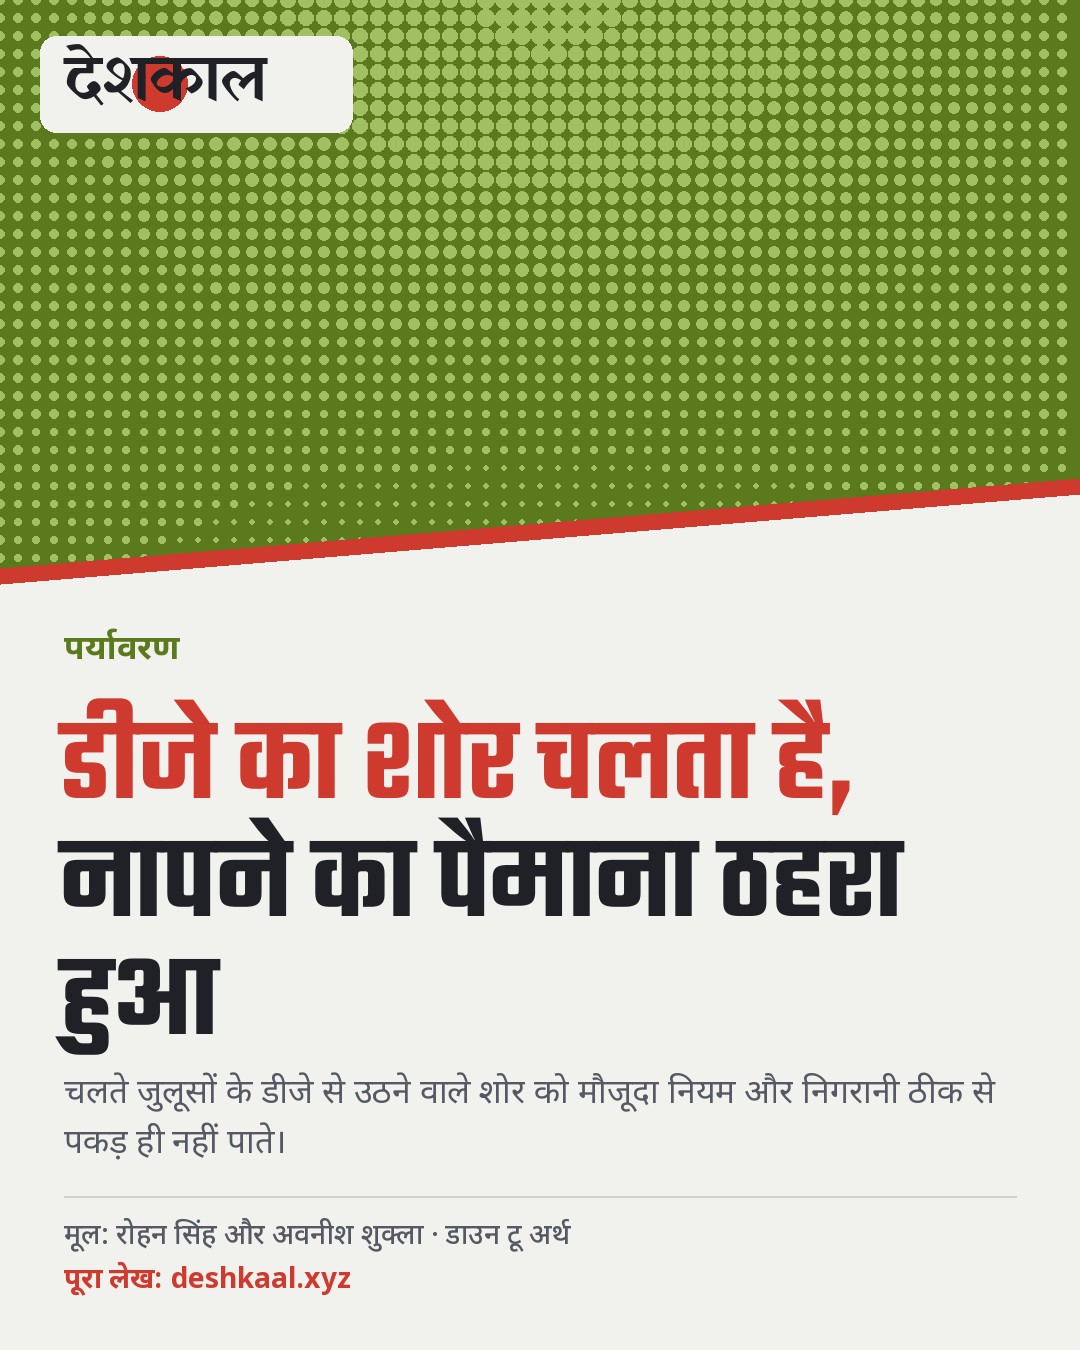 देशकाल
पर्यावरण
डीजे का शोर चलता है,
नापने का पैमाना ठहरा
हुआ
चलते जुलूसों के डीजे से उठने वाले शोर को मौजूदा नियम और निगरानी ठीक से
पकड़ ही नहीं पाते।
मूल: रोहन सिंह और अवनीश शुक्ला · डाउन टू अर्थ
पूरा लेख: deshkaal.xyz